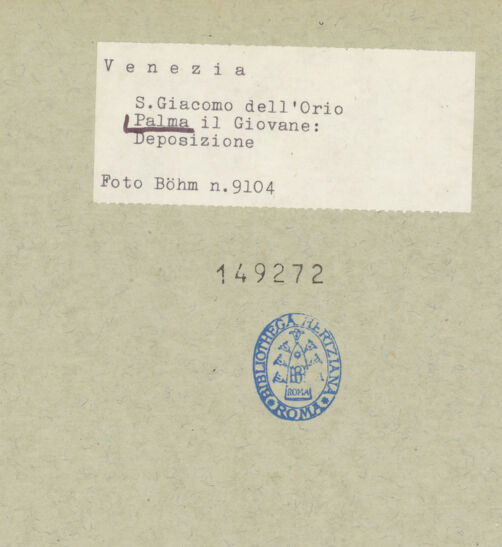 Venezia
S.Giacomo dell'Orio
Palma il Giovane:
Deposizione
Foto Böhm n.9104
149272
BIBLIOTHECA HERTZIANA
ROMA
ROMA